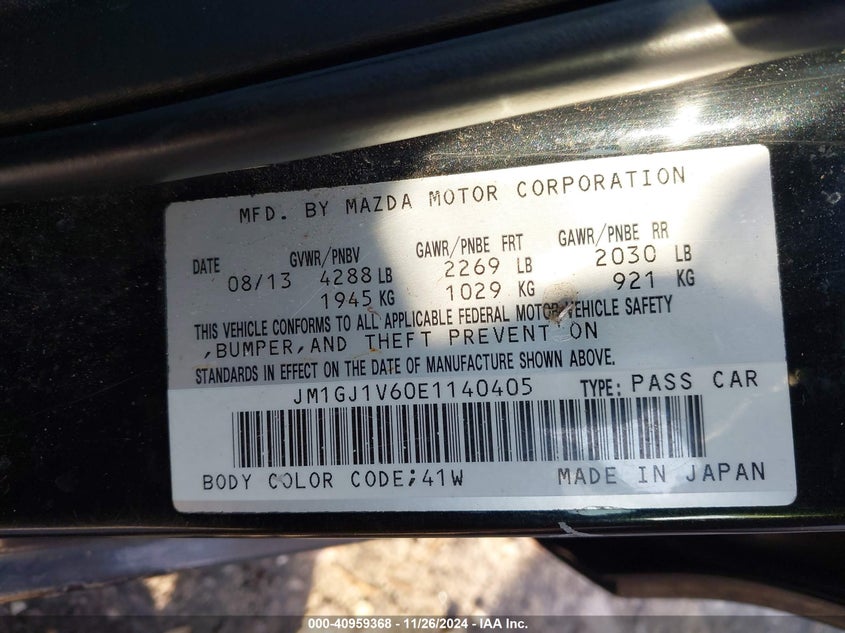 MFD. BY MAZDA MOTOR CORPORATION
DATE GVWR/PNBV GAWR/PNBE FRT GAWR/PNBE RR
08/13 4288 LB 2269 LB 2030 LB
1945 KG 1029 KG 921 KG
THIS VEHICLE CONFORMS TO ALL APPLICABLE FEDERAL MOTOR VEHICLE SAFETY
,BUMPER,AND THEFT PREVENTION
STANDARDS IN EFFECT ON THE DATE OF MANUFACTURE SHOWN ABOVE.
JM1GJ1V60E1140405 TYPE: PASS CAR
BODY COLOR CODE;41W MADE IN JAPAN
000-40959368 - 11/26/2024 - IAA Inc.